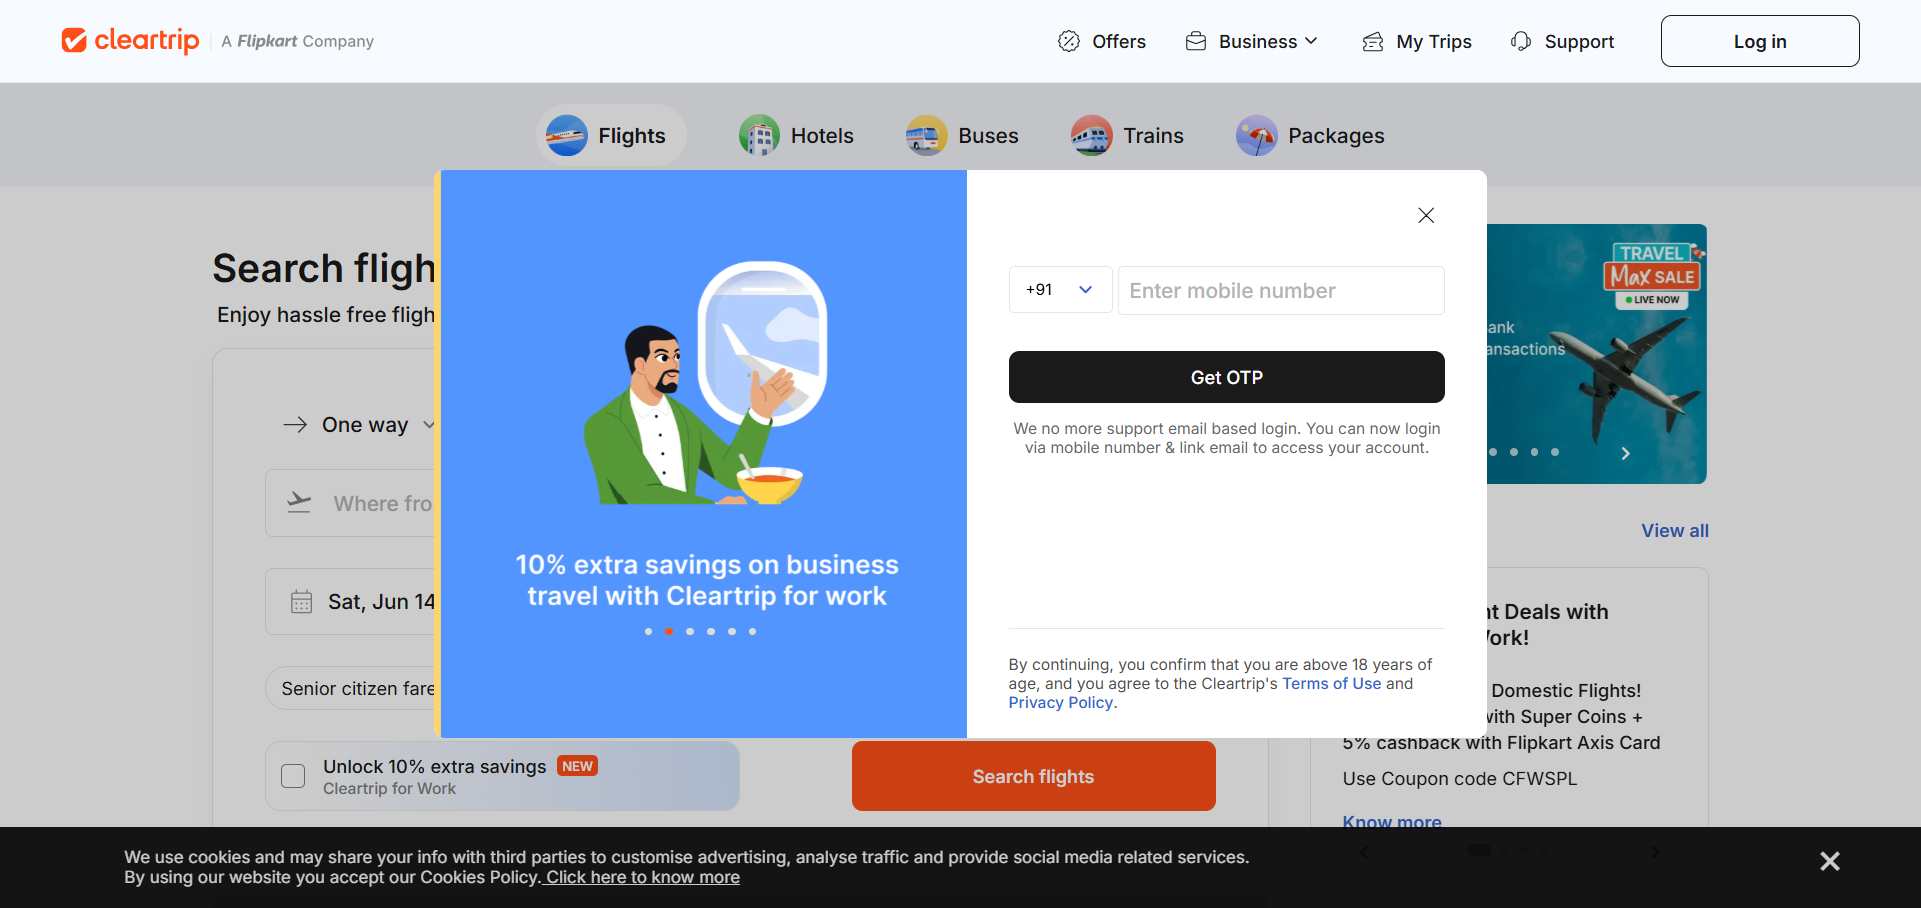 cleartrip
A Flipkart Company
Offers
Business
My Trips
Support
Log in
Flights
Hotels
Buses
Trains
Packages
Search fligh
Enjoy hassle free fligh
One way
Where fro
Sat, Jun 14
Senior citizen fare
Unlock 10% extra savings NEW
Cleartrip for Work
Search flights
10% extra savings on business
travel with Cleartrip for work
+91
Enter mobile number
Get OTP
We no more support email based login. You can now login
via mobile number & link email to access your account.
By continuing, you confirm that you are above 18 years of
age, and you agree to the Cleartrip's Terms of Use and
Privacy Policy.
TRAVEL
Max SALE
LIVE NOW
ank
ansactions
View all
nt Deals with
Work!
Domestic Flights!
with Super Coins +
5% cashback with Flipkart Axis Card
Use Coupon code CFWSPL
Know more
We use cookies and may share your info with third parties to customise advertising, analyse traffic and provide social media related services.
By using our website you accept our Cookies Policy. Click here to know more